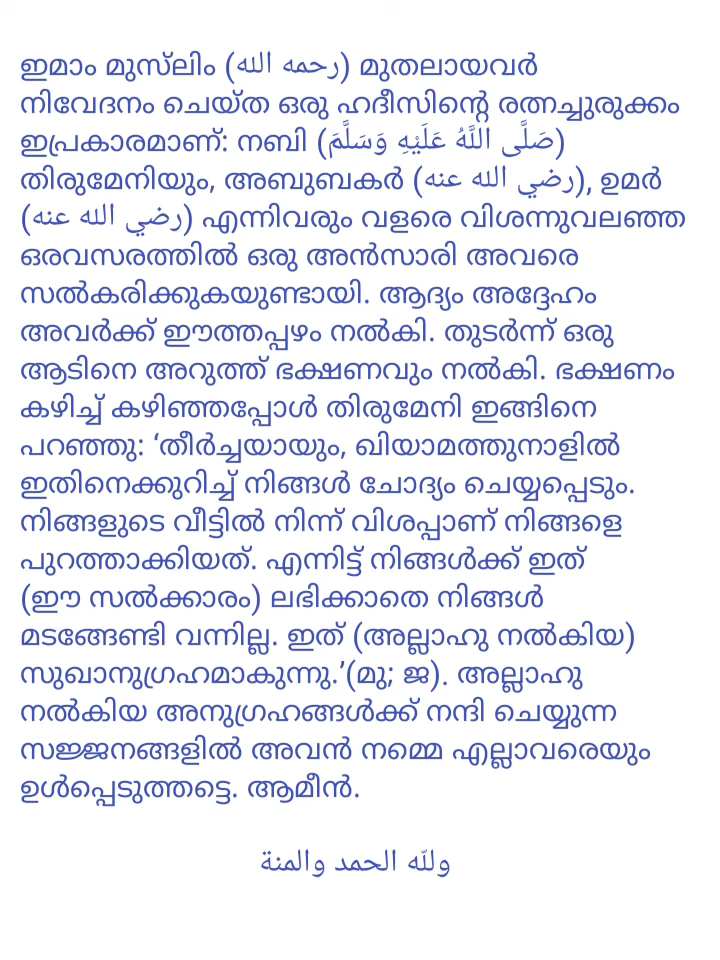 ഇമാം മുസ്‌ലിം (رحمه الله) മുതലായവർ
നിവേദനം ചെയ്ത ഒരു ഹദീസിന്റെ രത്നച്ചുരുക്കം
ഇപ്രകാരമാണ്: നബി (صَلَّى اللَّهُ عَلَيْهِ وَسَلَّمَ)
തിരുമേനിയും, അബുബകർ (رضي الله عنه), ഉമർ
(رضي الله عنه) എന്നിവരും വളരെ വിശന്നുവലഞ്ഞ
ഒരവസരത്തിൽ ഒരു അൻസാരി അവരെ
സൽകരിക്കുകയുണ്ടായി. ആദ്യം അദ്ദേഹം
അവർക്ക് ഈത്തപ്പഴം നൽകി. തുടർന്ന് ഒരു
ആടിനെ അറുത്ത് ഭക്ഷണവും നൽകി. ഭക്ഷണം
കഴിച്ച് കഴിഞ്ഞപ്പോൾ തിരുമേനി ഇങ്ങിനെ
പറഞ്ഞു: ‘തീർച്ചയായും, ഖിയാമത്തുനാളിൽ
ഇതിനെക്കുറിച്ച് നിങ്ങൾ ചോദ്യം ചെയ്യപ്പെടും.
നിങ്ങളുടെ വീട്ടിൽ നിന്ന് വിശപ്പാണ് നിങ്ങളെ
പുറത്താക്കിയത്. എന്നിട്ട് നിങ്ങൾക്ക് ഇത്
(ഈ സൽക്കാരം) ലഭിക്കാതെ നിങ്ങൾ
മടങ്ങേണ്ടി വന്നില്ല. ഇത് (അല്ലാഹു നൽകിയ)
സുഖാനുഗ്രഹമാകുന്നു.’(മു; ജ). അല്ലാഹു
നൽകിയ അനുഗ്രഹങ്ങൾക്ക് നന്ദി ചെയ്യുന്ന
സജ്ജനങ്ങളിൽ അവൻ നമ്മെ എല്ലാവരെയും
ഉൾപ്പെടുത്തട്ടെ. ആമീൻ.
ولله الحمد والمنة